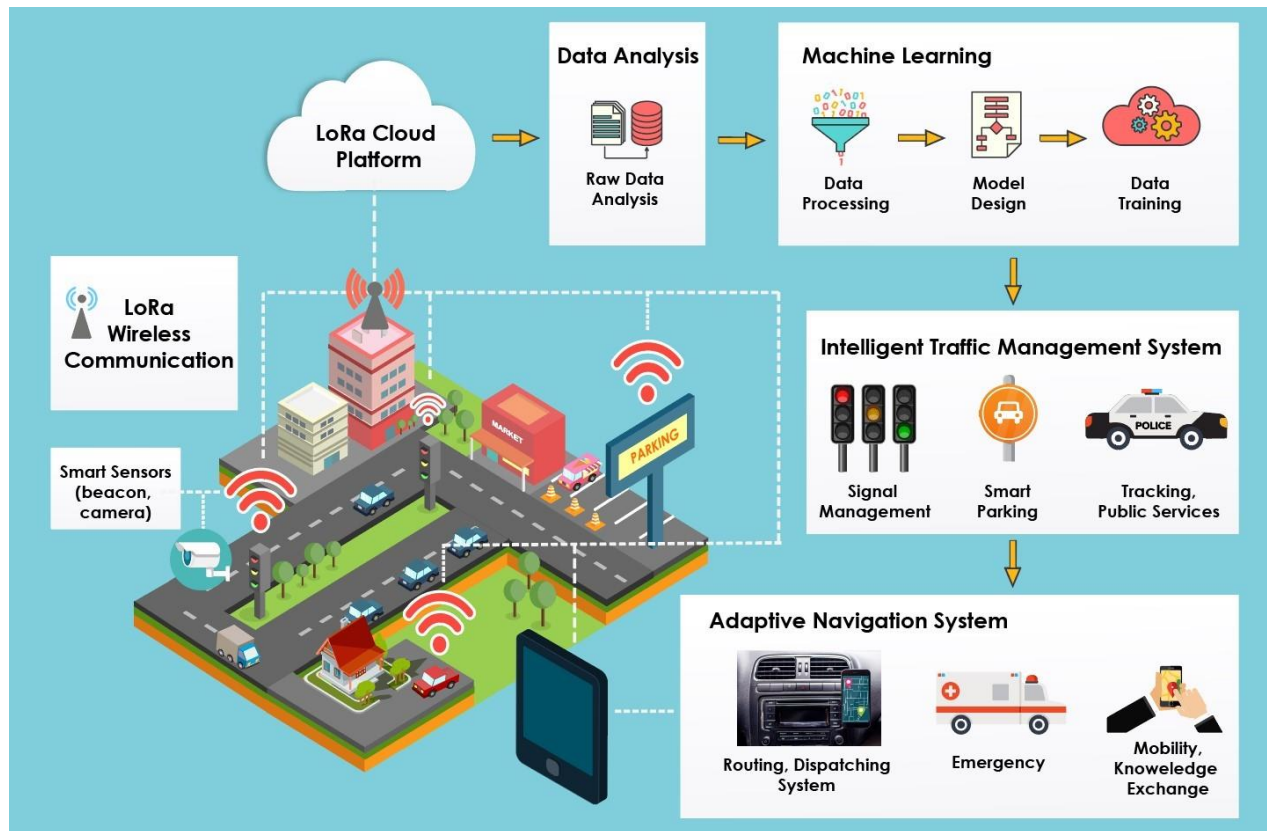 LoRa Cloud
Platform
Data Analysis
Raw Data
Analysis
Machine Learning
Data
Processing
Model
Design
Data
Training
LoRa
Wireless
Communication
Smart Sensors
(beacon,
camera)
MARKET
PARKING
Intelligent Traffic Management System
Signal
Management
Smart
Parking
POLICE
Tracking,
Public Services
Adaptive Navigation System
Routing, Dispatching
System
Emergency
Mobility,
Knoweledge
Exchange